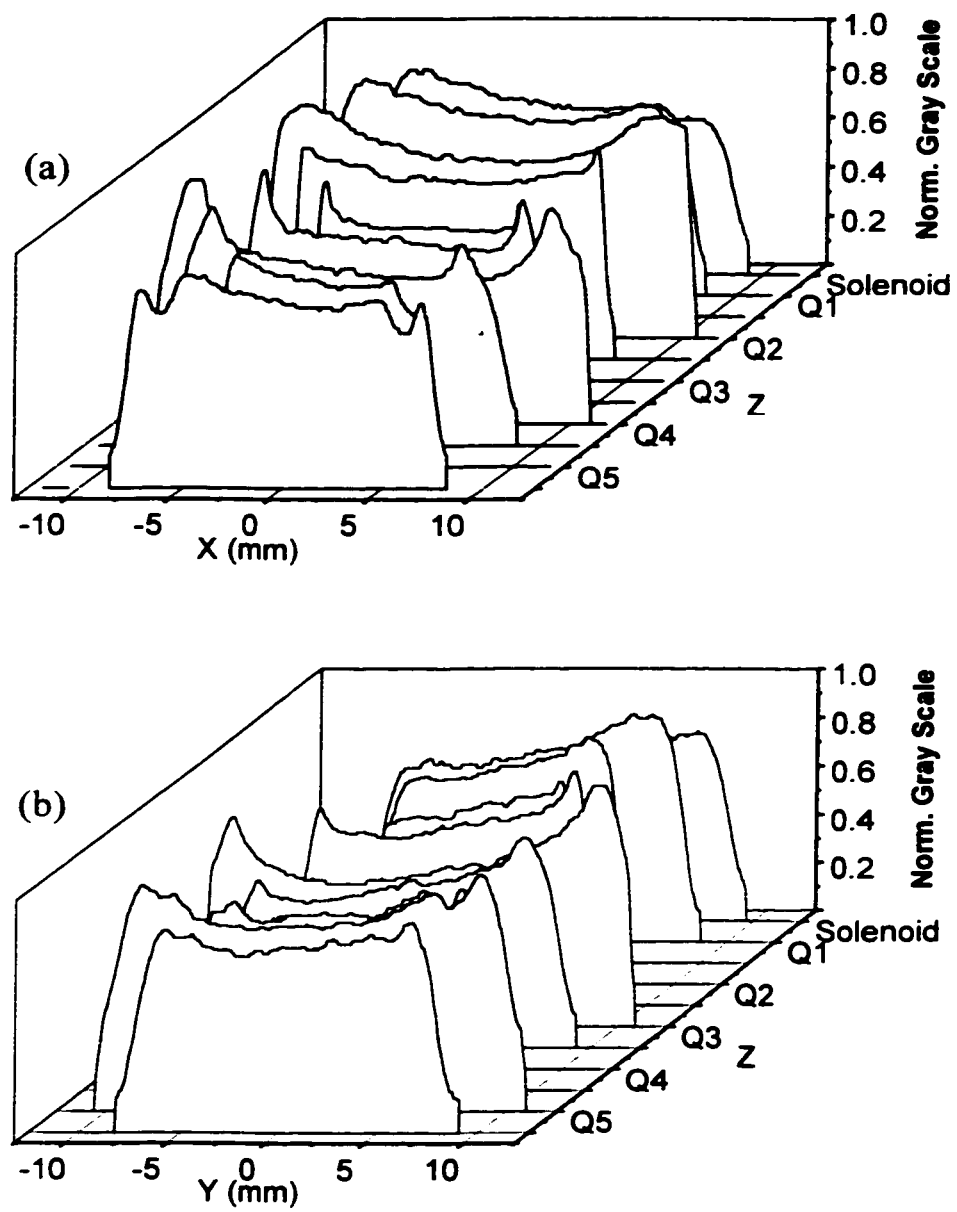 (a)
1.0
0.8
0.6
0.4
0.2
Norm. Gray Scale
Solenoid
Q1
Q2
Q3
Z
Q4
Q5
-10
-5
0
5
10
X (mm)
(b)
1.0
0.8
0.6
0.4
0.2
Norm. Gray Scale
Solenoid
Q1
Q2
Q3
Z
Q4
Q5
-10
-5
0
5
10
Y (mm)